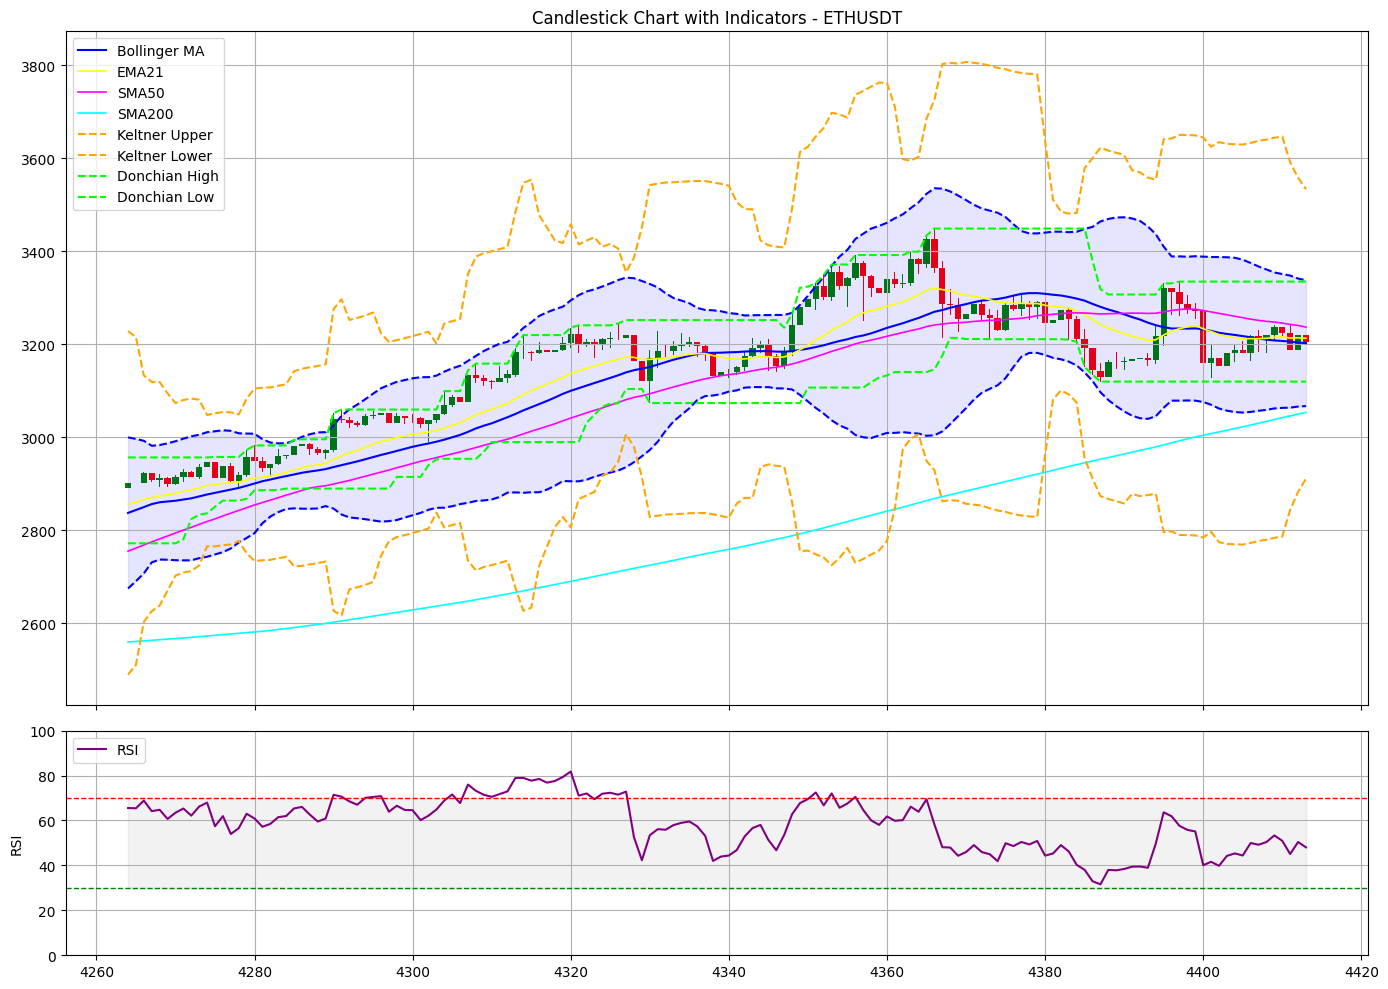 Candlestick Chart with Indicators - ETHUSDT
Bollinger MA
EMA21
SMA50
SMA200
Keltner Upper
Keltner Lower
Donchian High
Donchian Low
3800
3600
3400
3200
3000
2800
2600
RSI
100
80
60
40
20
0
RSI
4260
4280
4300
4320
4340
4360
4380
4400
4420